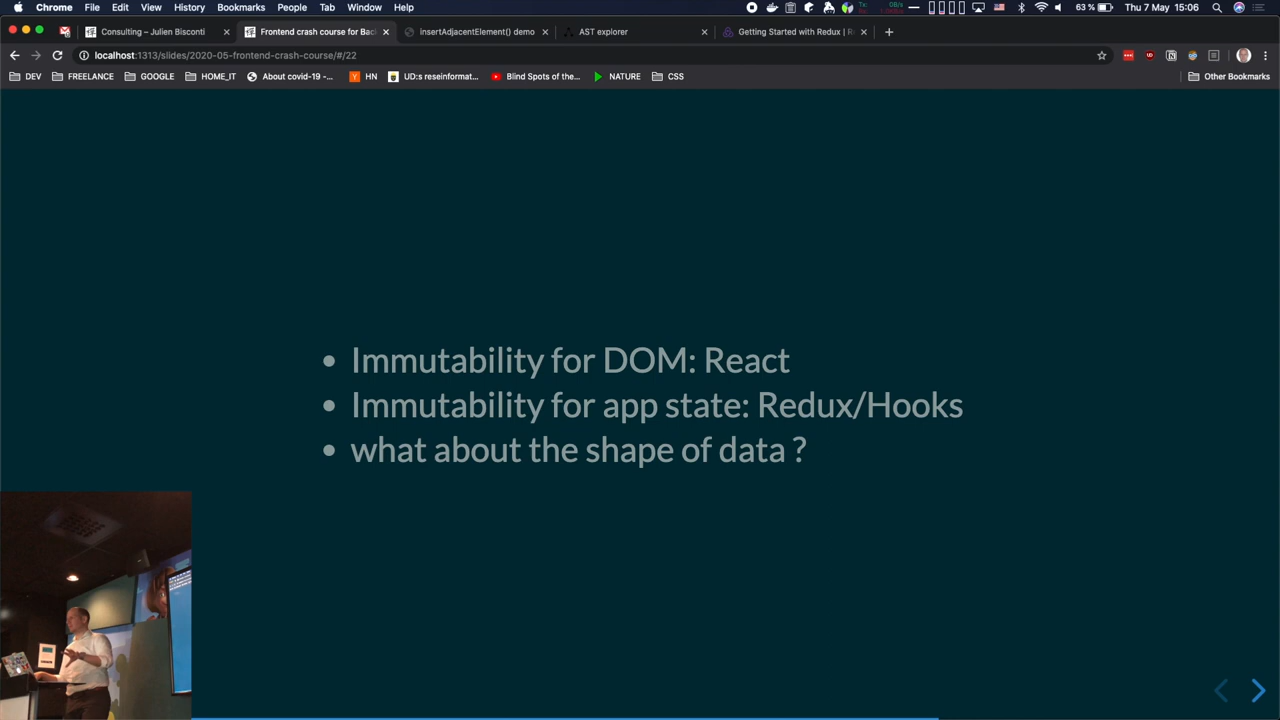 Chrome File Edit View History Bookmarks People Tab Window Help 63 % Thu 7 May 15:06
Consulting – Julien Bisconti Frontend crash course for Bac insertAdjacentElement() demo AST explorer Getting Started with Redux | R
localhost:1313/slides/2020-05-frontend-crash-course/#/22
DEV FREELANCE GOOGLE HOME_IT About covid-19 -... HN UD:s reseinformat... Blind Spots of the... NATURE CSS Other Bookmarks
• Immutability for DOM: React
• Immutability for app state: Redux/Hooks
• what about the shape of data ?